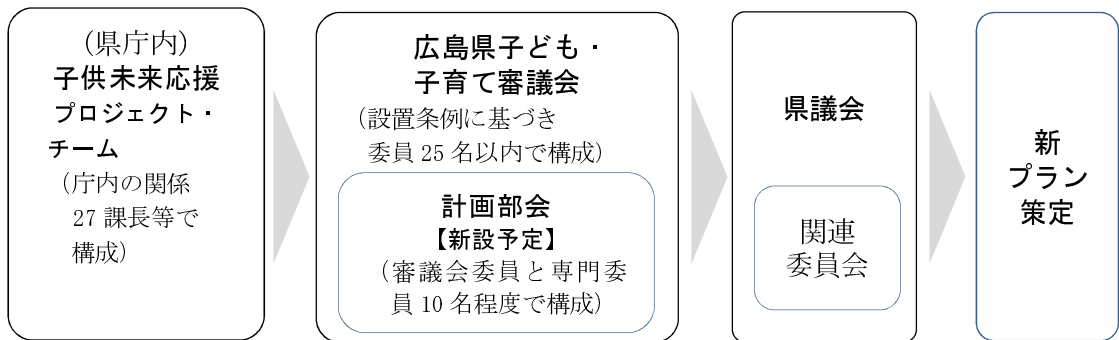 (県庁内)
子供未来応援
プロジェクト・
チーム
(庁内の関係
27 課長等で
構成)
広島県子ども・
子育て審議会
(設置条例に基づき
委員 25 名以内で構成)
計画部会
【新設予定】
(審議会委員と専門委
員 10 名程度で構成)
県議会
関連
委員会
新
プラン
策定